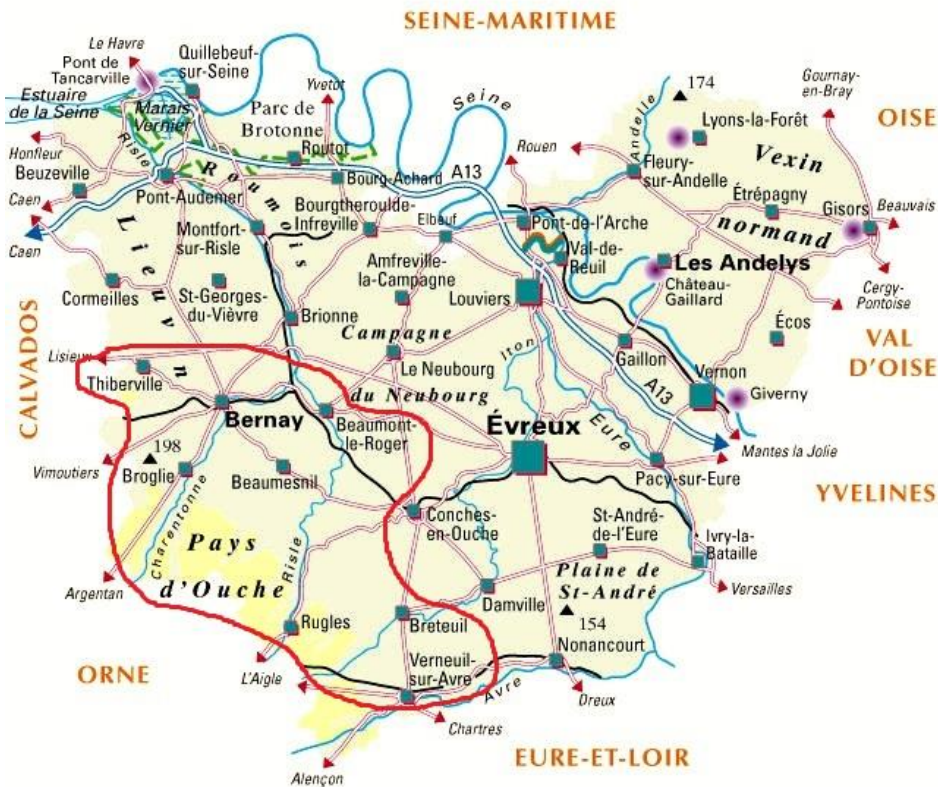 SEINE-MARITIME
Le Havre
Pont de
Tancarville
Quillebeuf-
sur-Seine
Yvetot
Seine
174
Gournay-
en-Bray
Estuaire
de la Seine
Marais
Vernier
Parc de
Brotonne
Andelle
Lyons-la-Forêt
OISE
Risle
Honfleur
Beuzeville
Routot
Rouen
Vexin
normand
Fleury-
sur-Andelle
Caen
Pont-Audemer
Roumois
Bourg-Achard
A13
Étrépagny
Gisors
Beauvais
Caen
Lieuvin
Montfort-
sur-Risle
Bourgtheroulde-
Infreville
Elbeuf
Pont-de-l'Arche
Val-de-
Reuil
Les Andelys
Château-
Gaillard
Cormeilles
St-Georges-
du-Vièvre
Amfreville-
la-Campagne
Louviers
Cergy-
Pontoise
CALVADOS
Brionne
Campagne
du Neubourg
Iton
Écos
VAL
D'OISE
Lisieux
Thiberville
Le Neubourg
Gaillon
Vernon
A13
Giverny
Bernay
Beaumont-
le-Roger
Évreux
Eure
Mantes la Jolie
198
Vimoutiers
Broglie
Beaumesnil
Pacy-sur-Eure
YVELINES
Charentonne
Conches-
en-Ouche
St-André-
de-l'Eure
Ivry-la-
Bataille
Pays
d'Ouche
Risle
Plaine de
St-André
Versailles
Argentan
Damville
Rugles
Breteuil
154
Nonancourt
ORNE
L'Aigle
Verneuil-
sur-Avre
Avre
Dreux
Chartres
Alençon
EURE-ET-LOIR